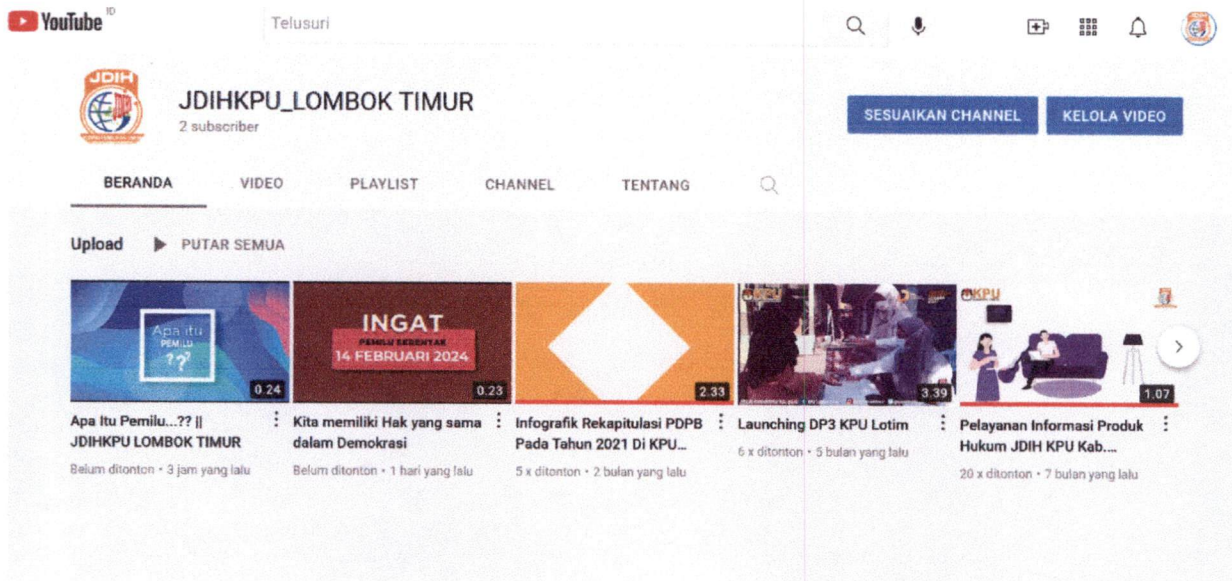 YouTube ID
Telusuri
JDIH
JDIHKPU_LOMBOK TIMUR
2 subscriber
SESUAIKAN CHANNEL
KELOLA VIDEO
BERANDA VIDEO PLAYLIST CHANNEL TENTANG
Upload PUTAR SEMUA
Apa itu
PEMILU
??
0.24
INGAT
PEMILU SERENTAK
14 FEBRUARI 2024
0.23
2.33
KPU
3.39
KPU
1.07
Apa Itu Pemilu...?? ||
JDIHKPU LOMBOK TIMUR
Belum ditonton • 3 jam yang lalu
Kita memiliki Hak yang sama
dalam Demokrasi
Belum ditonton • 1 hari yang lalu
Infografik Rekapitulasi PDPB
Pada Tahun 2021 Di KPU...
5 x ditonton • 2 bulan yang lalu
Launching DP3 KPU Lotim
6 x ditonton • 5 bulan yang lalu
Pelayanan Informasi Produk
Hukum JDIH KPU Kab....
20 x ditonton • 7 bulan yang lalu